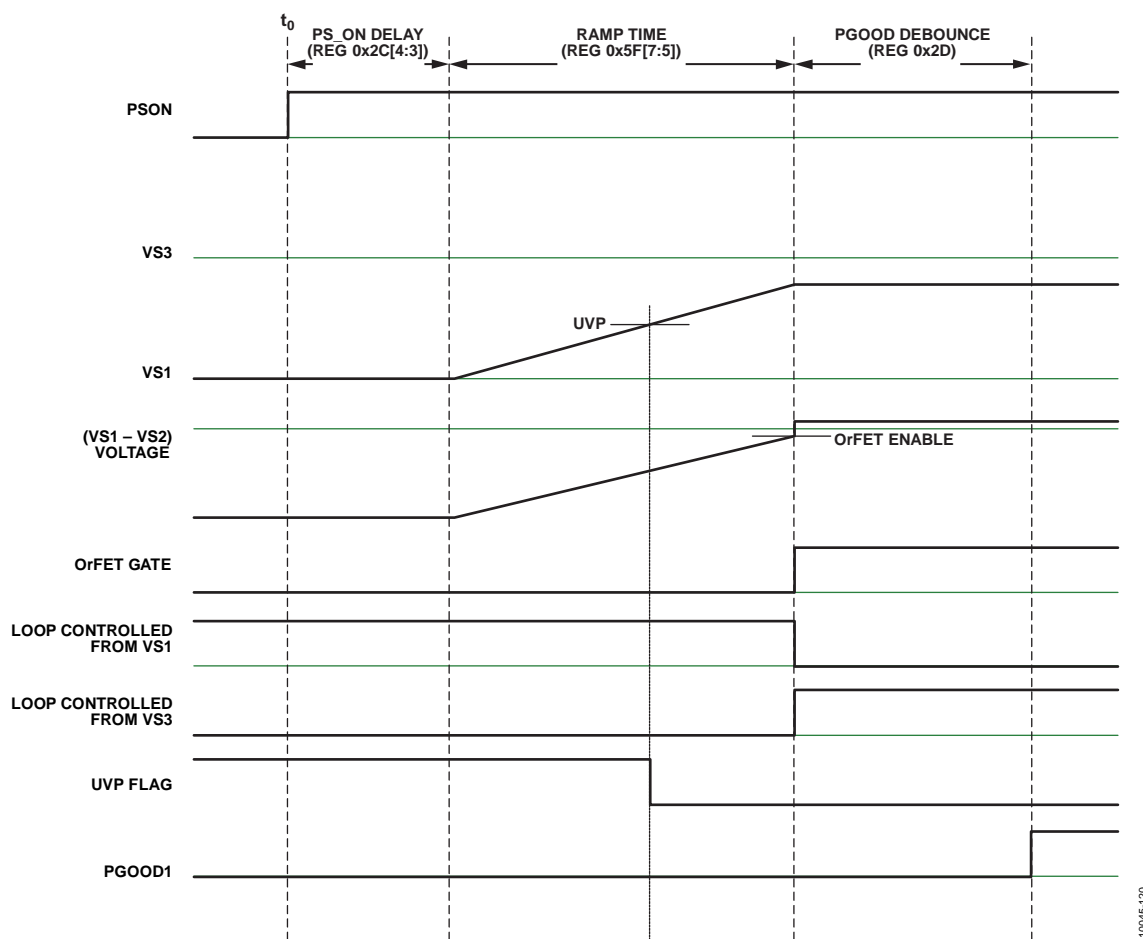 t0
PS_ON DELAY
(REG 0x2C[4:3])
RAMP TIME
(REG 0x5F[7:5])
PGOOD DEBOUNCE
(REG 0x2D)
PSON
VS3
UVP
VS1
(VS1 – VS2)
VOLTAGE
OrFET ENABLE
OrFET GATE
LOOP CONTROLLED
FROM VS1
LOOP CONTROLLED
FROM VS3
UVP FLAG
PGOOD1